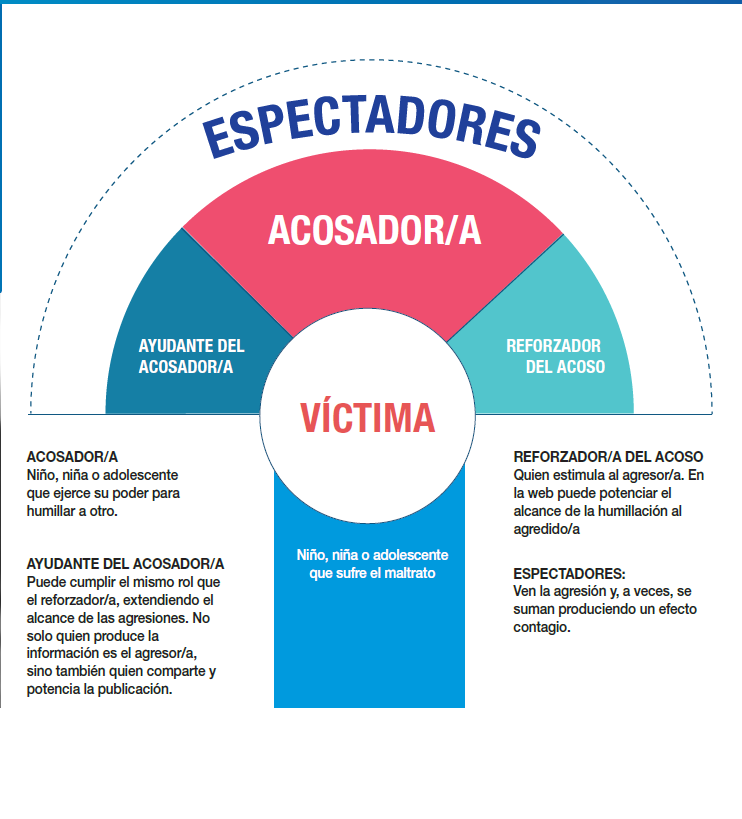 ESPECTADORES
ACOSADOR/A
AYUDANTE DEL
ACOSADOR/A
REFORZADOR
DEL ACOSO
VÍCTIMA
Niño, niña o adolescente
que sufre el maltrato
ACOSADOR/A
Niño, niña o adolescente
que ejerce su poder para
humillar a otro.
AYUDANTE DEL ACOSADOR/A
Puede cumplir el mismo rol que
el reforzador/a, extendiendo el
alcance de las agresiones. No
solo quien produce la
información es el agresor/a,
sino también quien comparte y
potencia la publicación.
REFORZADOR/A DEL ACOSO
Quien estimula al agresor/a. En
la web puede potenciar el
alcance de la humillación al
agredido/a
ESPECTADORES:
Ven la agresión y, a veces, se
suman produciendo un efecto
contagio.